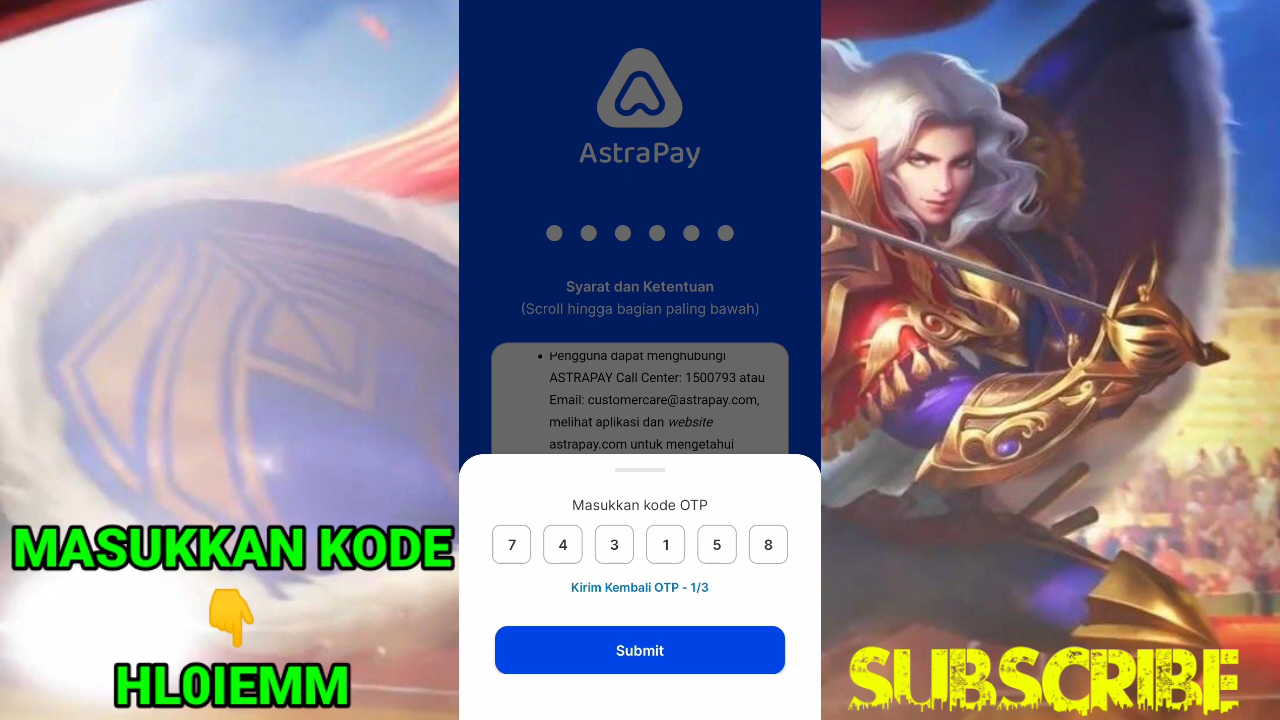 AstraPay
Syarat dan Ketentuan
(Scroll hingga bagian paling bawah)
• Pengguna dapat menghubungi
ASTRAPAY Call Center: 1500793 atau
Email: customercare@astrapay.com,
melihat aplikasi dan website
astrapay.com untuk mengetahui
Masukkan kode OTP
7 4 3 1 5 8
Kirim Kembali OTP - 1/3
Submit
MASUKKAN KODE
👇
HL0IEMM
SUBSCRIBE